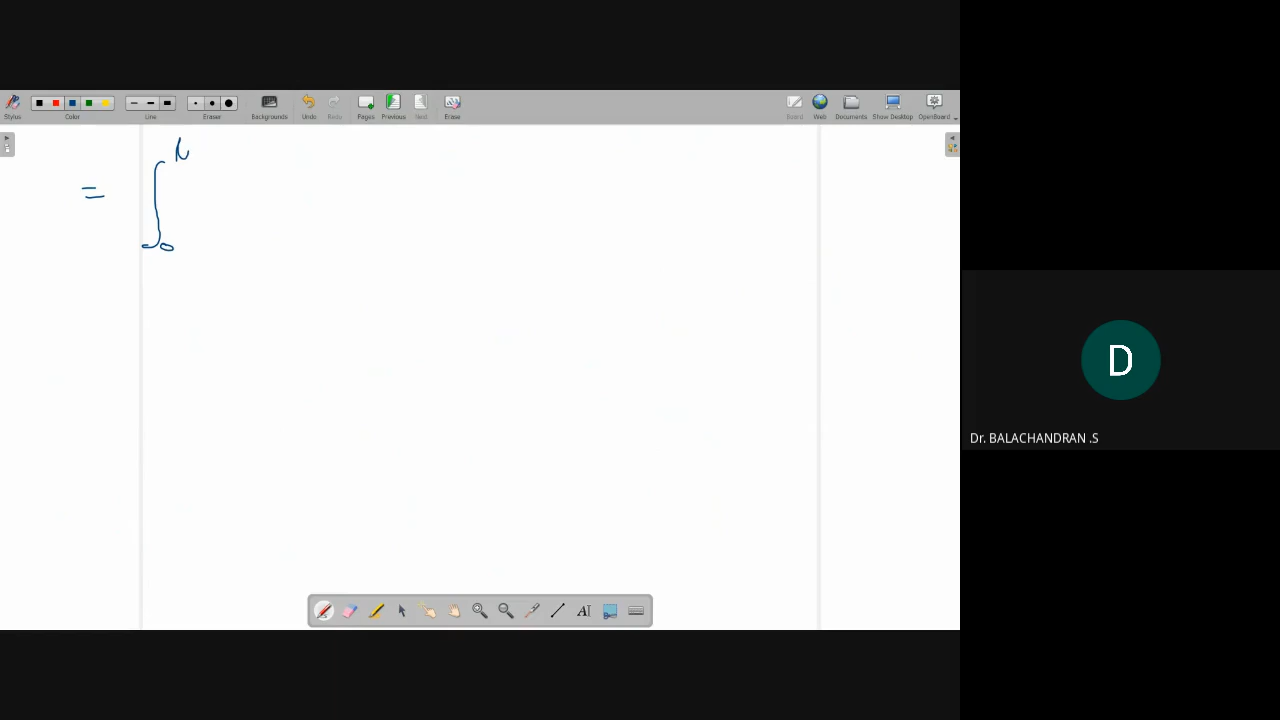 Stylus Color Line Eraser Backgrounds Undo Redo Pages Previous Next Erase Board Web Documents Show Desktop OpenBoard
= ∫
0
D
Dr. BALACHANDRAN .S